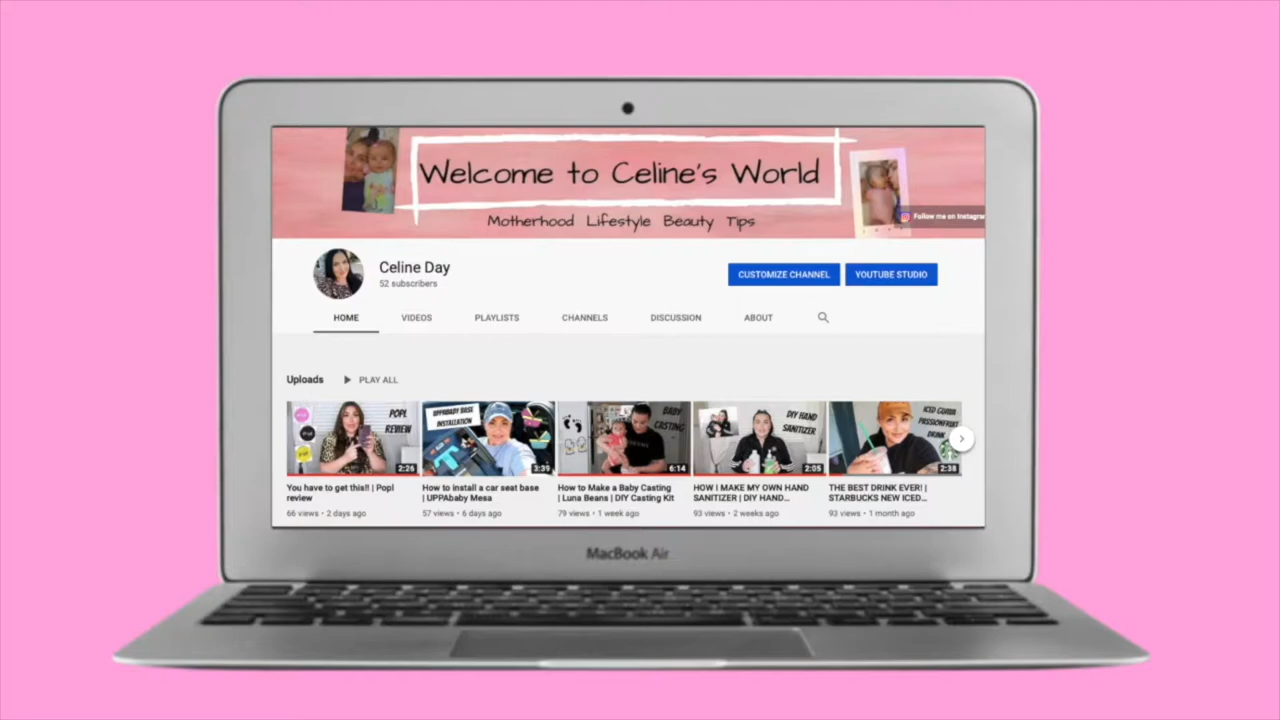 Welcome to Celine's World
Motherhood Lifestyle Beauty Tips
Follow me on Instagram
Celine Day
52 subscribers
CUSTOMIZE CHANNEL
YOUTUBE STUDIO
HOME
VIDEOS
PLAYLISTS
CHANNELS
DISCUSSION
ABOUT
Uploads
PLAY ALL
POPL
REVIEW
2:26
UPPABABY BASE
INSTALLATION
3:39
BABY
CASTING
6:14
DIY HAND
SANITIZER
2:05
ICED GUAVA
PASSIONFRUIT
DRINK
2:38
You have to get this!! | Popl
review
66 views • 2 days ago
How to install a car seat base
| UPPAbaby Mesa
57 views • 6 days ago
How to Make a Baby Casting
| Luna Beans | DIY Casting Kit
79 views • 1 week ago
HOW I MAKE MY OWN HAND
SANITIZER | DIY HAND...
93 views • 2 weeks ago
THE BEST DRINK EVER! |
STARBUCKS NEW ICED...
93 views • 1 month ago
MacBook Air